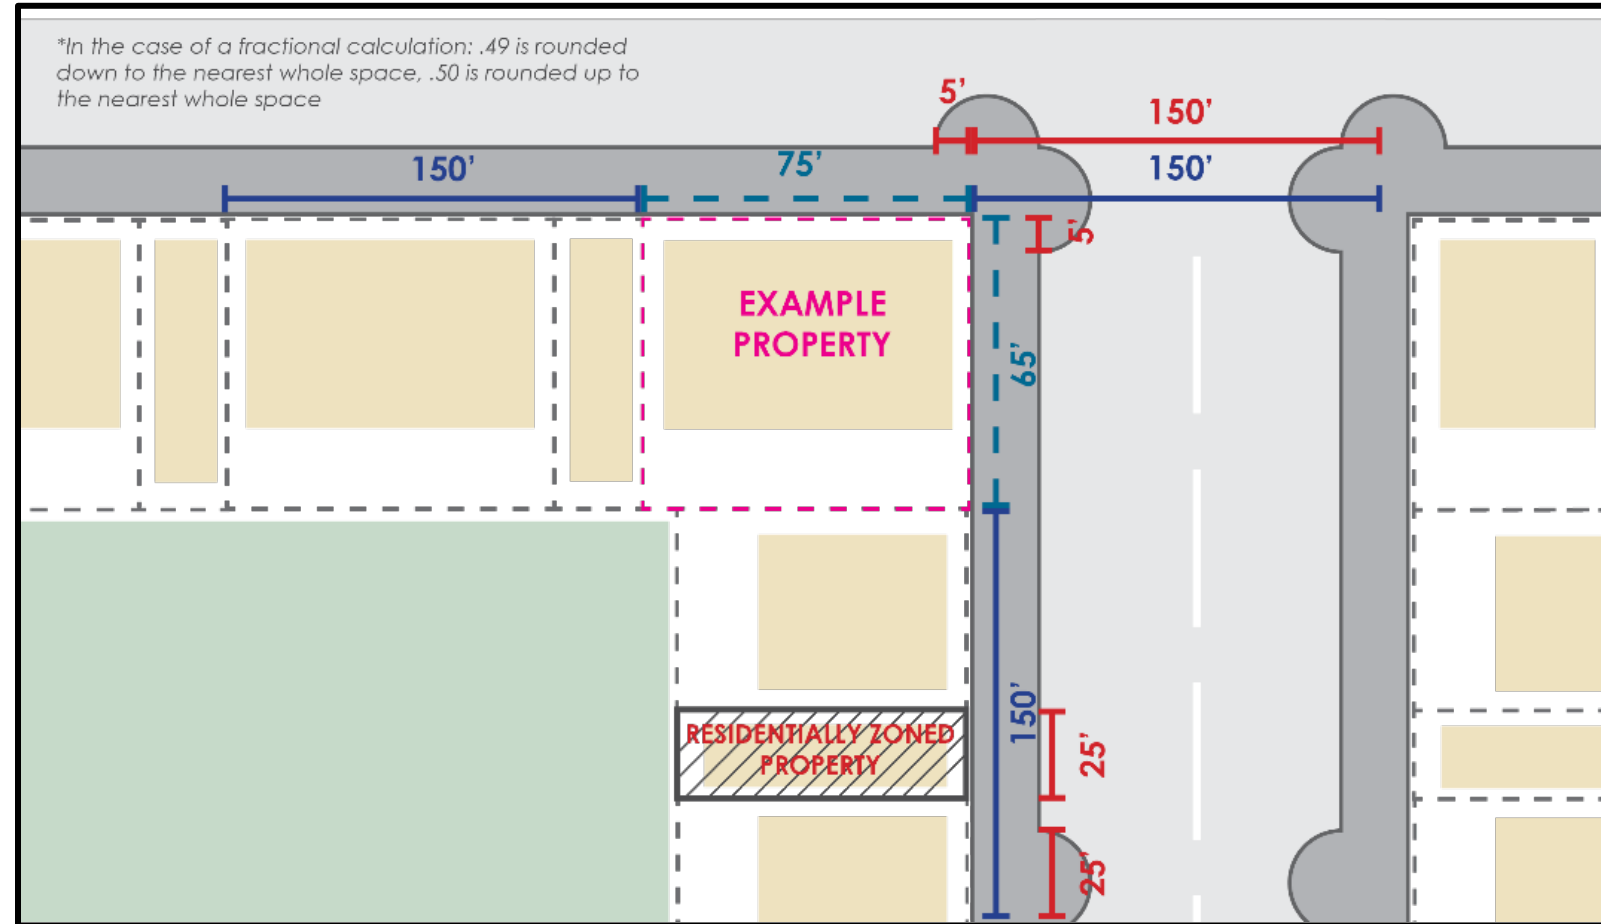 *In the case of a fractional calculation: .49 is rounded
down to the nearest whole space, .50 is rounded up to
the nearest whole space
5'
150'
150'
75'
150'
5'
EXAMPLE
PROPERTY
65'
150'
RESIDENTIALLY ZONED
PROPERTY
25'
25'